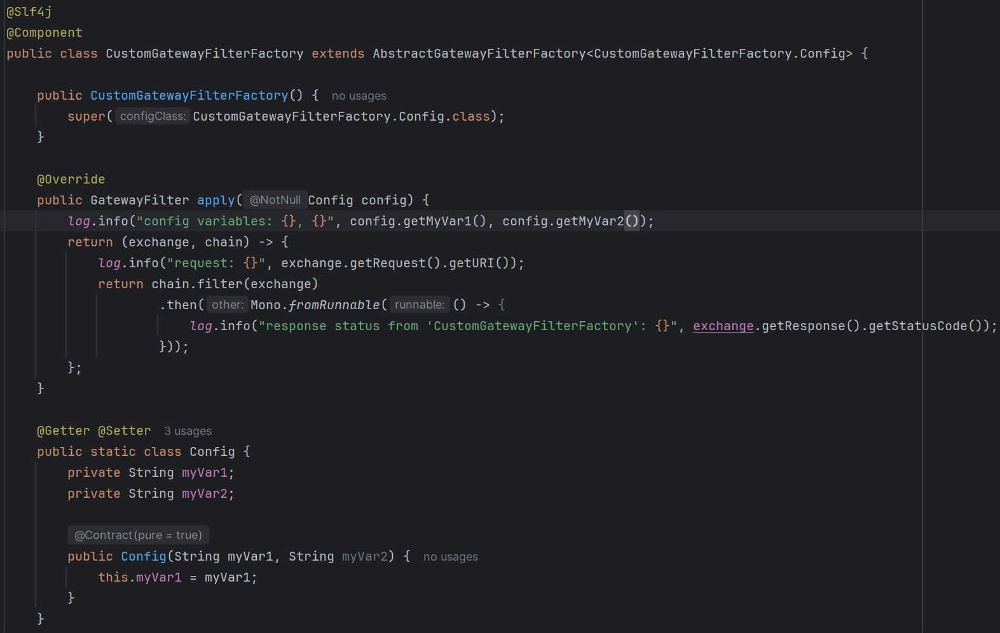 @Slf4j
@Component
public class CustomGatewayFilterFactory extends AbstractGatewayFilterFactory<CustomGatewayFilterFactory.Config> {
public CustomGatewayFilterFactory() { no usages
super( configClass: CustomGatewayFilterFactory.Config.class);
}
@Override
public GatewayFilter apply( @NotNull Config config) {
log.info("config variables: {}, {}", config.getMyVar1(), config.getMyVar2());
return (exchange, chain) -> {
log.info("request: {}", exchange.getRequest().getURI());
return chain.filter(exchange)
.then( other: Mono.fromRunnable( runnable: () -> {
log.info("response status from 'CustomGatewayFilterFactory': {}", exchange.getResponse().getStatusCode());
}));
};
}
@Getter @Setter 3 usages
public static class Config {
private String myVar1;
private String myVar2;
@Contract(pure = true)
public Config(String myVar1, String myVar2) { no usages
this.myVar1 = myVar1;
}
}